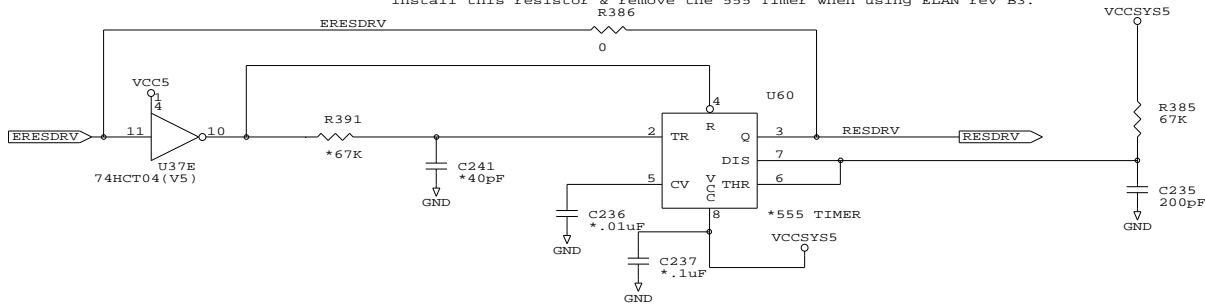 install this resistor & remove the 555 Timer when using ELAN rev B3.
VCCSYS5
R386
ERESDRV
0
VCC5
1
4
4
U60
R385
67K
R
ERESDRV
11
10
R391
*67K
2
TR
Q
3
RESDRV
RESDRV
U37E
74HCT04(V5)
C241
*40pF
GND
DIS
7
5
CV
VCC
THR
6
C235
200pF
GND
8
*555 TIMER
C236
*.01uF
GND
VCCSYS5
C237
*.1uF
GND